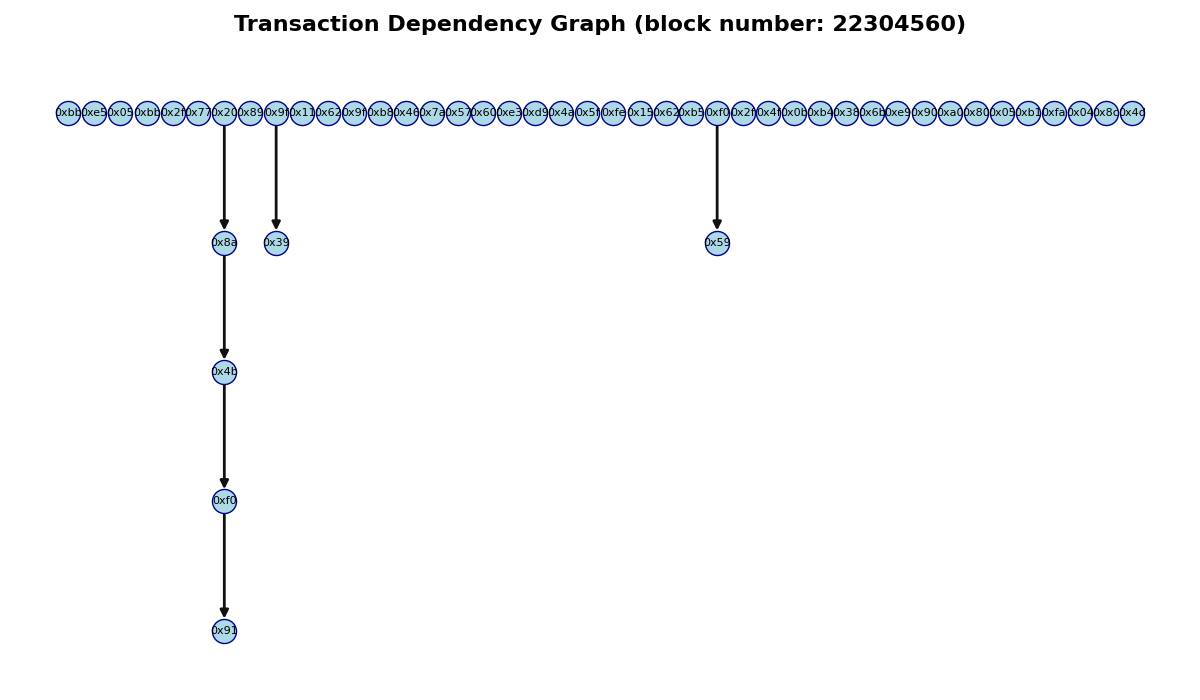 Transaction Dependency Graph (block number: 22304560)
0xbb 0xe5 0x05 0xbb 0x2f 0x77 0x20 0x89 0x9f 0x11 0x62 0x9f 0xb8 0x46 0x7a 0x57 0x60 0xe3 0xd9 0x4a 0x5f 0xfe 0x15 0x62 0xb5 0xf0 0x2f 0x4f 0x0b 0xb4 0x38 0x6b 0xe9 0x90 0xa0 0x80 0x05 0xb1 0xfa 0x04 0x8c 0x4c
0x8a 0x39 0x59
0x4b
0xf0
0x91